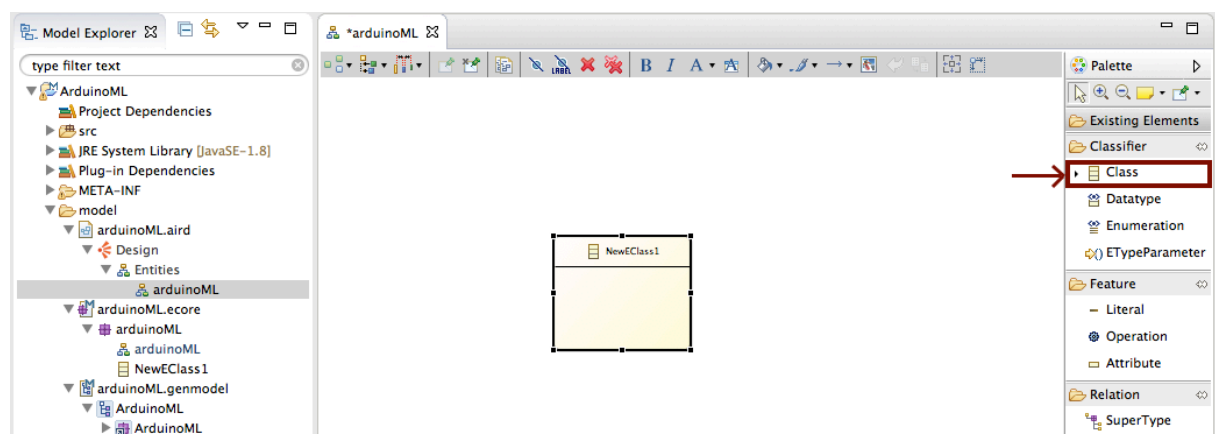 Model Explorer
type filter text
ArduinoML
Project Dependencies
src
JRE System Library [JavaSE-1.8]
Plug-in Dependencies
META-INF
model
arduinoML.aird
Design
Entities
arduinoML
arduinoML.ecore
arduinoML
arduinoML
NewEClass1
arduinoML.genmodel
ArduinoML
ArduinoML
*arduinoML
LABEL B I A A
NewEClass1
Palette
Existing Elements
Classifier
Class
Datatype
Enumeration
ETypeParameter
Feature
Literal
Operation
Attribute
Relation
SuperType